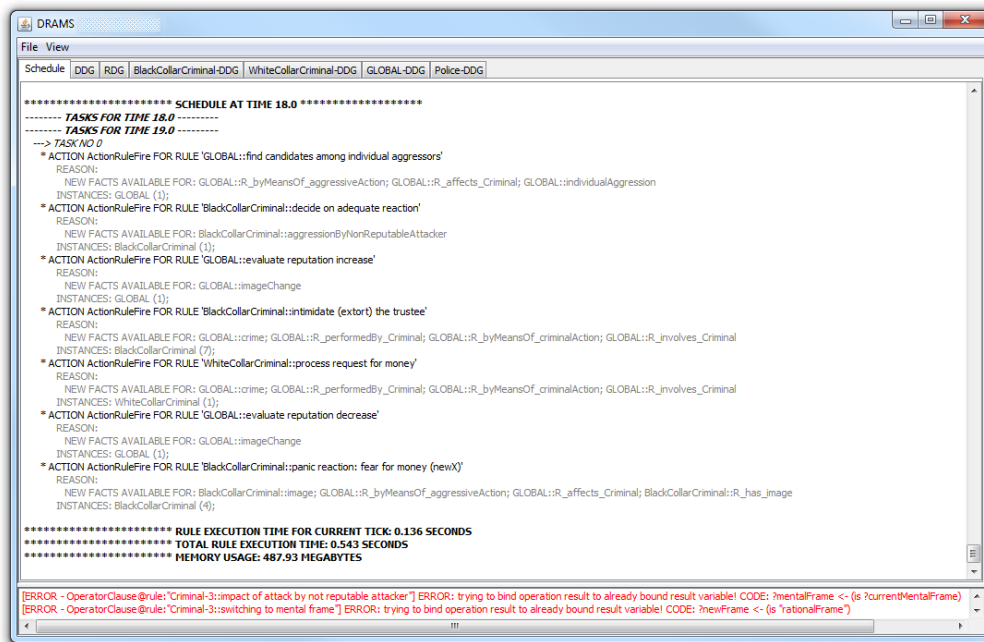 DRAMS
File View
Schedule DDG RDG BlackCollarCriminal-DDG WhiteCollarCriminal-DDG GLOBAL-DDG Police-DDG
*********************** SCHEDULE AT TIME 18.0 *******************
-------- TASKS FOR TIME 18.0 ---------
-------- TASKS FOR TIME 19.0 ---------
---> TASK NO 0
* ACTION ActionRuleFire FOR RULE 'GLOBAL::find candidates among individual aggressors'
REASON:
NEW FACTS AVAILABLE FOR: GLOBAL::R_byMeansOf_aggressiveAction; GLOBAL::R_affects_Criminal; GLOBAL::individualAggression
INSTANCES: GLOBAL (1);
* ACTION ActionRuleFire FOR RULE 'BlackCollarCriminal::decide on adequate reaction'
REASON:
NEW FACTS AVAILABLE FOR: BlackCollarCriminal::aggressionByNonReputableAttacker
INSTANCES: BlackCollarCriminal (1);
* ACTION ActionRuleFire FOR RULE 'GLOBAL::evaluate reputation increase'
REASON:
NEW FACTS AVAILABLE FOR: GLOBAL::imageChange
INSTANCES: GLOBAL (1);
* ACTION ActionRuleFire FOR RULE 'BlackCollarCriminal::intimidate (extort) the trustee'
REASON:
NEW FACTS AVAILABLE FOR: GLOBAL::crime; GLOBAL::R_performedBy_Criminal; GLOBAL::R_byMeansOf_criminalAction; GLOBAL::R_involves_Criminal
INSTANCES: BlackCollarCriminal (7);
* ACTION ActionRuleFire FOR RULE 'WhiteCollarCriminal::process request for money'
REASON:
NEW FACTS AVAILABLE FOR: GLOBAL::crime; GLOBAL::R_performedBy_Criminal; GLOBAL::R_byMeansOf_criminalAction; GLOBAL::R_involves_Criminal
INSTANCES: WhiteCollarCriminal (1);
* ACTION ActionRuleFire FOR RULE 'GLOBAL::evaluate reputation decrease'
REASON:
NEW FACTS AVAILABLE FOR: GLOBAL::imageChange
INSTANCES: GLOBAL (1);
* ACTION ActionRuleFire FOR RULE 'BlackCollarCriminal::panic reaction: fear for money (newX)'
REASON:
NEW FACTS AVAILABLE FOR: BlackCollarCriminal::image; GLOBAL::R_byMeansOf_aggressiveAction; GLOBAL::R_affects_Criminal; BlackCollarCriminal::R_has_image
INSTANCES: BlackCollarCriminal (4);
*********************** RULE EXECUTION TIME FOR CURRENT TICK: 0.136 SECONDS
*********************** TOTAL RULE EXECUTION TIME: 0.543 SECONDS
*********************** MEMORY USAGE: 487.93 MEGABYTES
[ERROR - OperatorClause@rule:"Criminal-3::impact of attack by not reputable attacker"] ERROR: trying to bind operation result to already bound result variable! CODE: ?mentalFrame <- (is ?currentMentalFrame)
[ERROR - OperatorClause@rule:"Criminal-3::switching to mental frame"] ERROR: trying to bind operation result to already bound result variable! CODE: ?newFrame <- (is "rationalFrame")